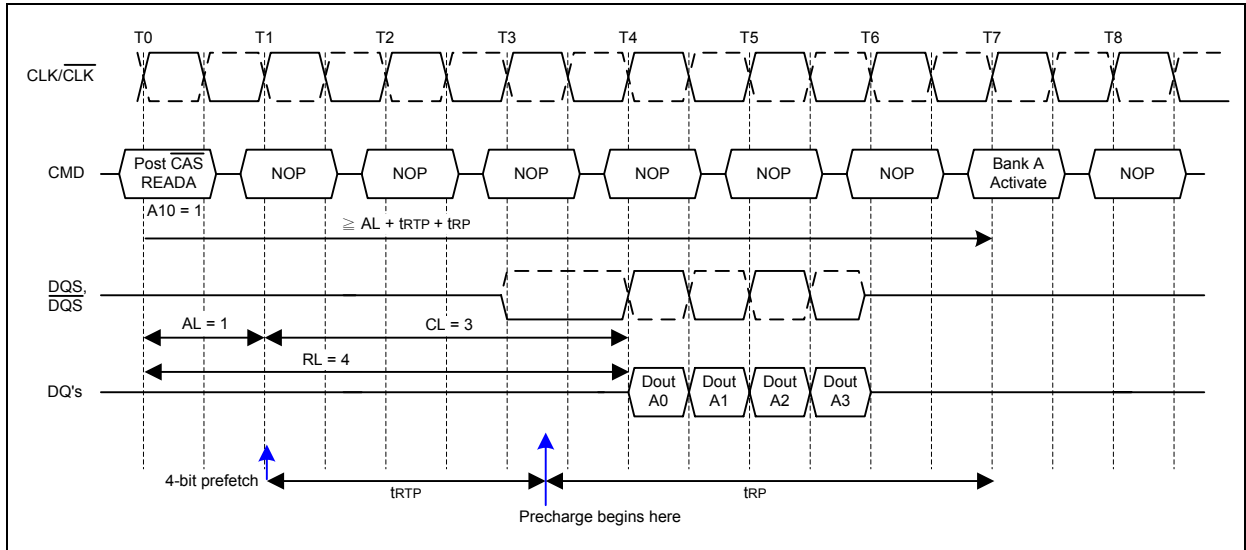 T0 T1 T2 T3 T4 T5 T6 T7 T8
CLK/CLK
CMD
Post CAS
READA
NOP
NOP
NOP
NOP
NOP
NOP
Bank A
Activate
NOP
A10 = 1
≧ AL + tRTP + tRP
DQS,
DQS
AL = 1
CL = 3
RL = 4
DQ's
Dout
A0
Dout
A1
Dout
A2
Dout
A3
4-bit prefetch
tRTP
tRP
Precharge begins here